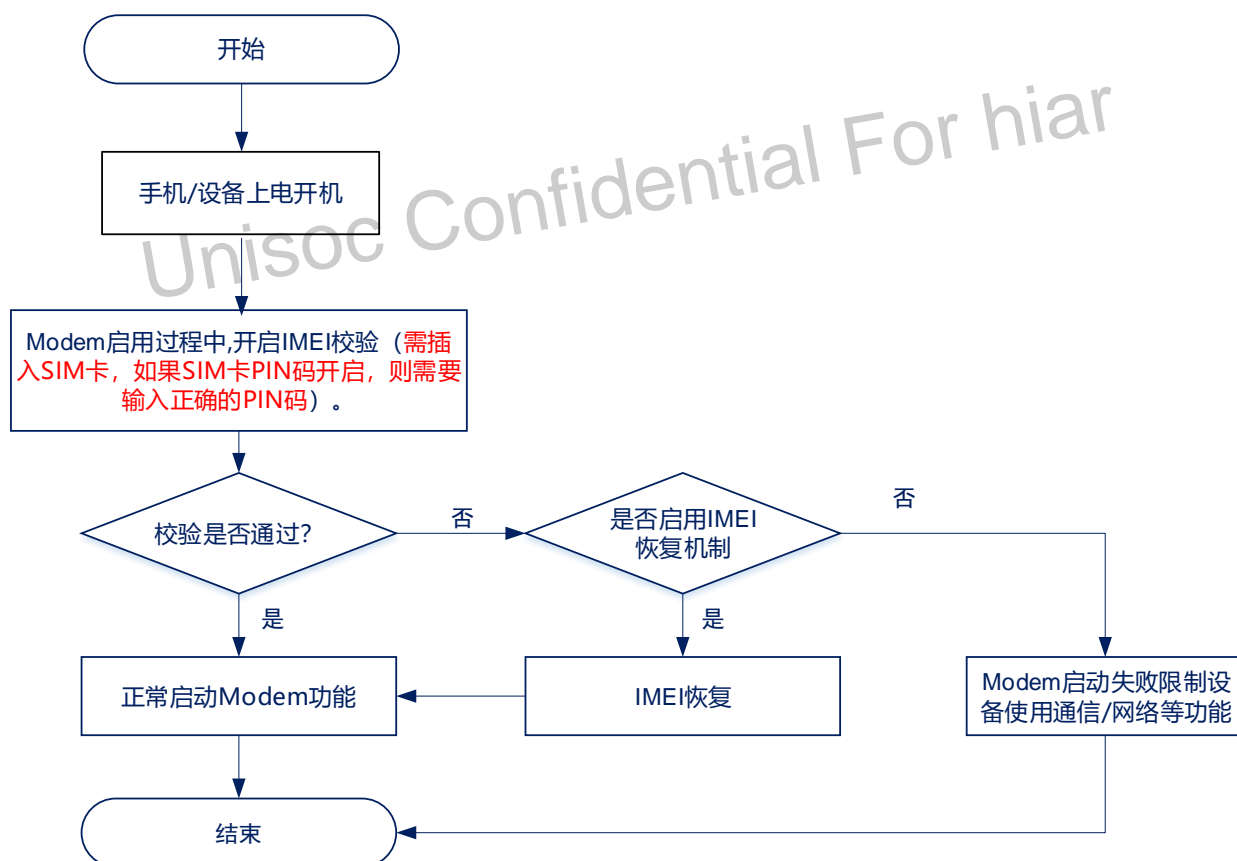 开始
手机/设备上电开机
Unisoc Confidential For hiar
Modem启用过程中,开启IMEI校验（需插
入SIM卡，如果SIM卡PIN码开启，则需要
输入正确的PIN码）。
校验是否通过？
否
是否启用IMEI
恢复机制
否
是
是
正常启动Modem功能
IMEI恢复
Modem启动失败限制设
备使用通信/网络等功能
结束